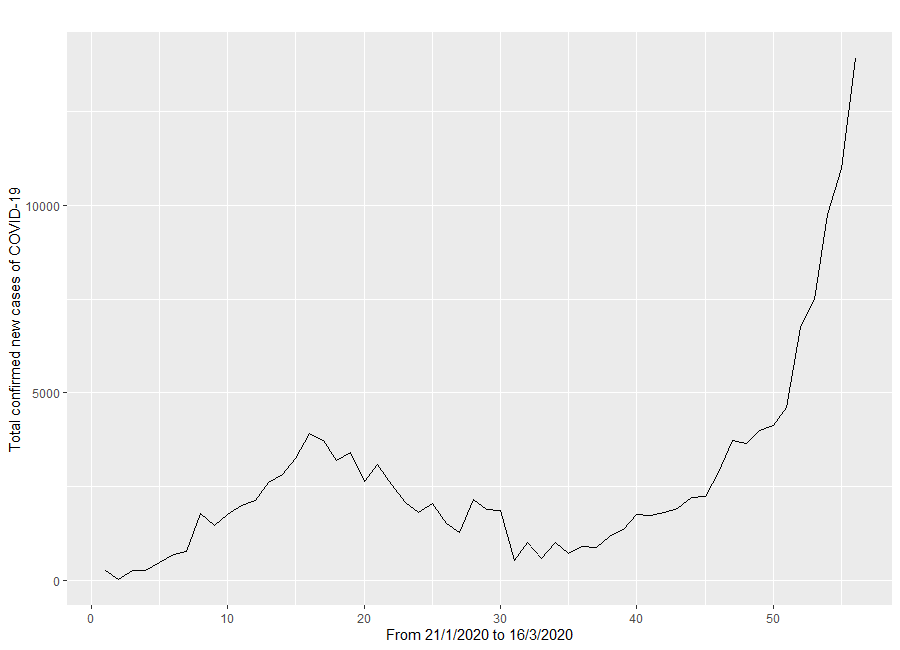 Total confirmed new cases of COVID-19
10000
5000
0
0 10 20 30 40 50
From 21/1/2020 to 16/3/2020